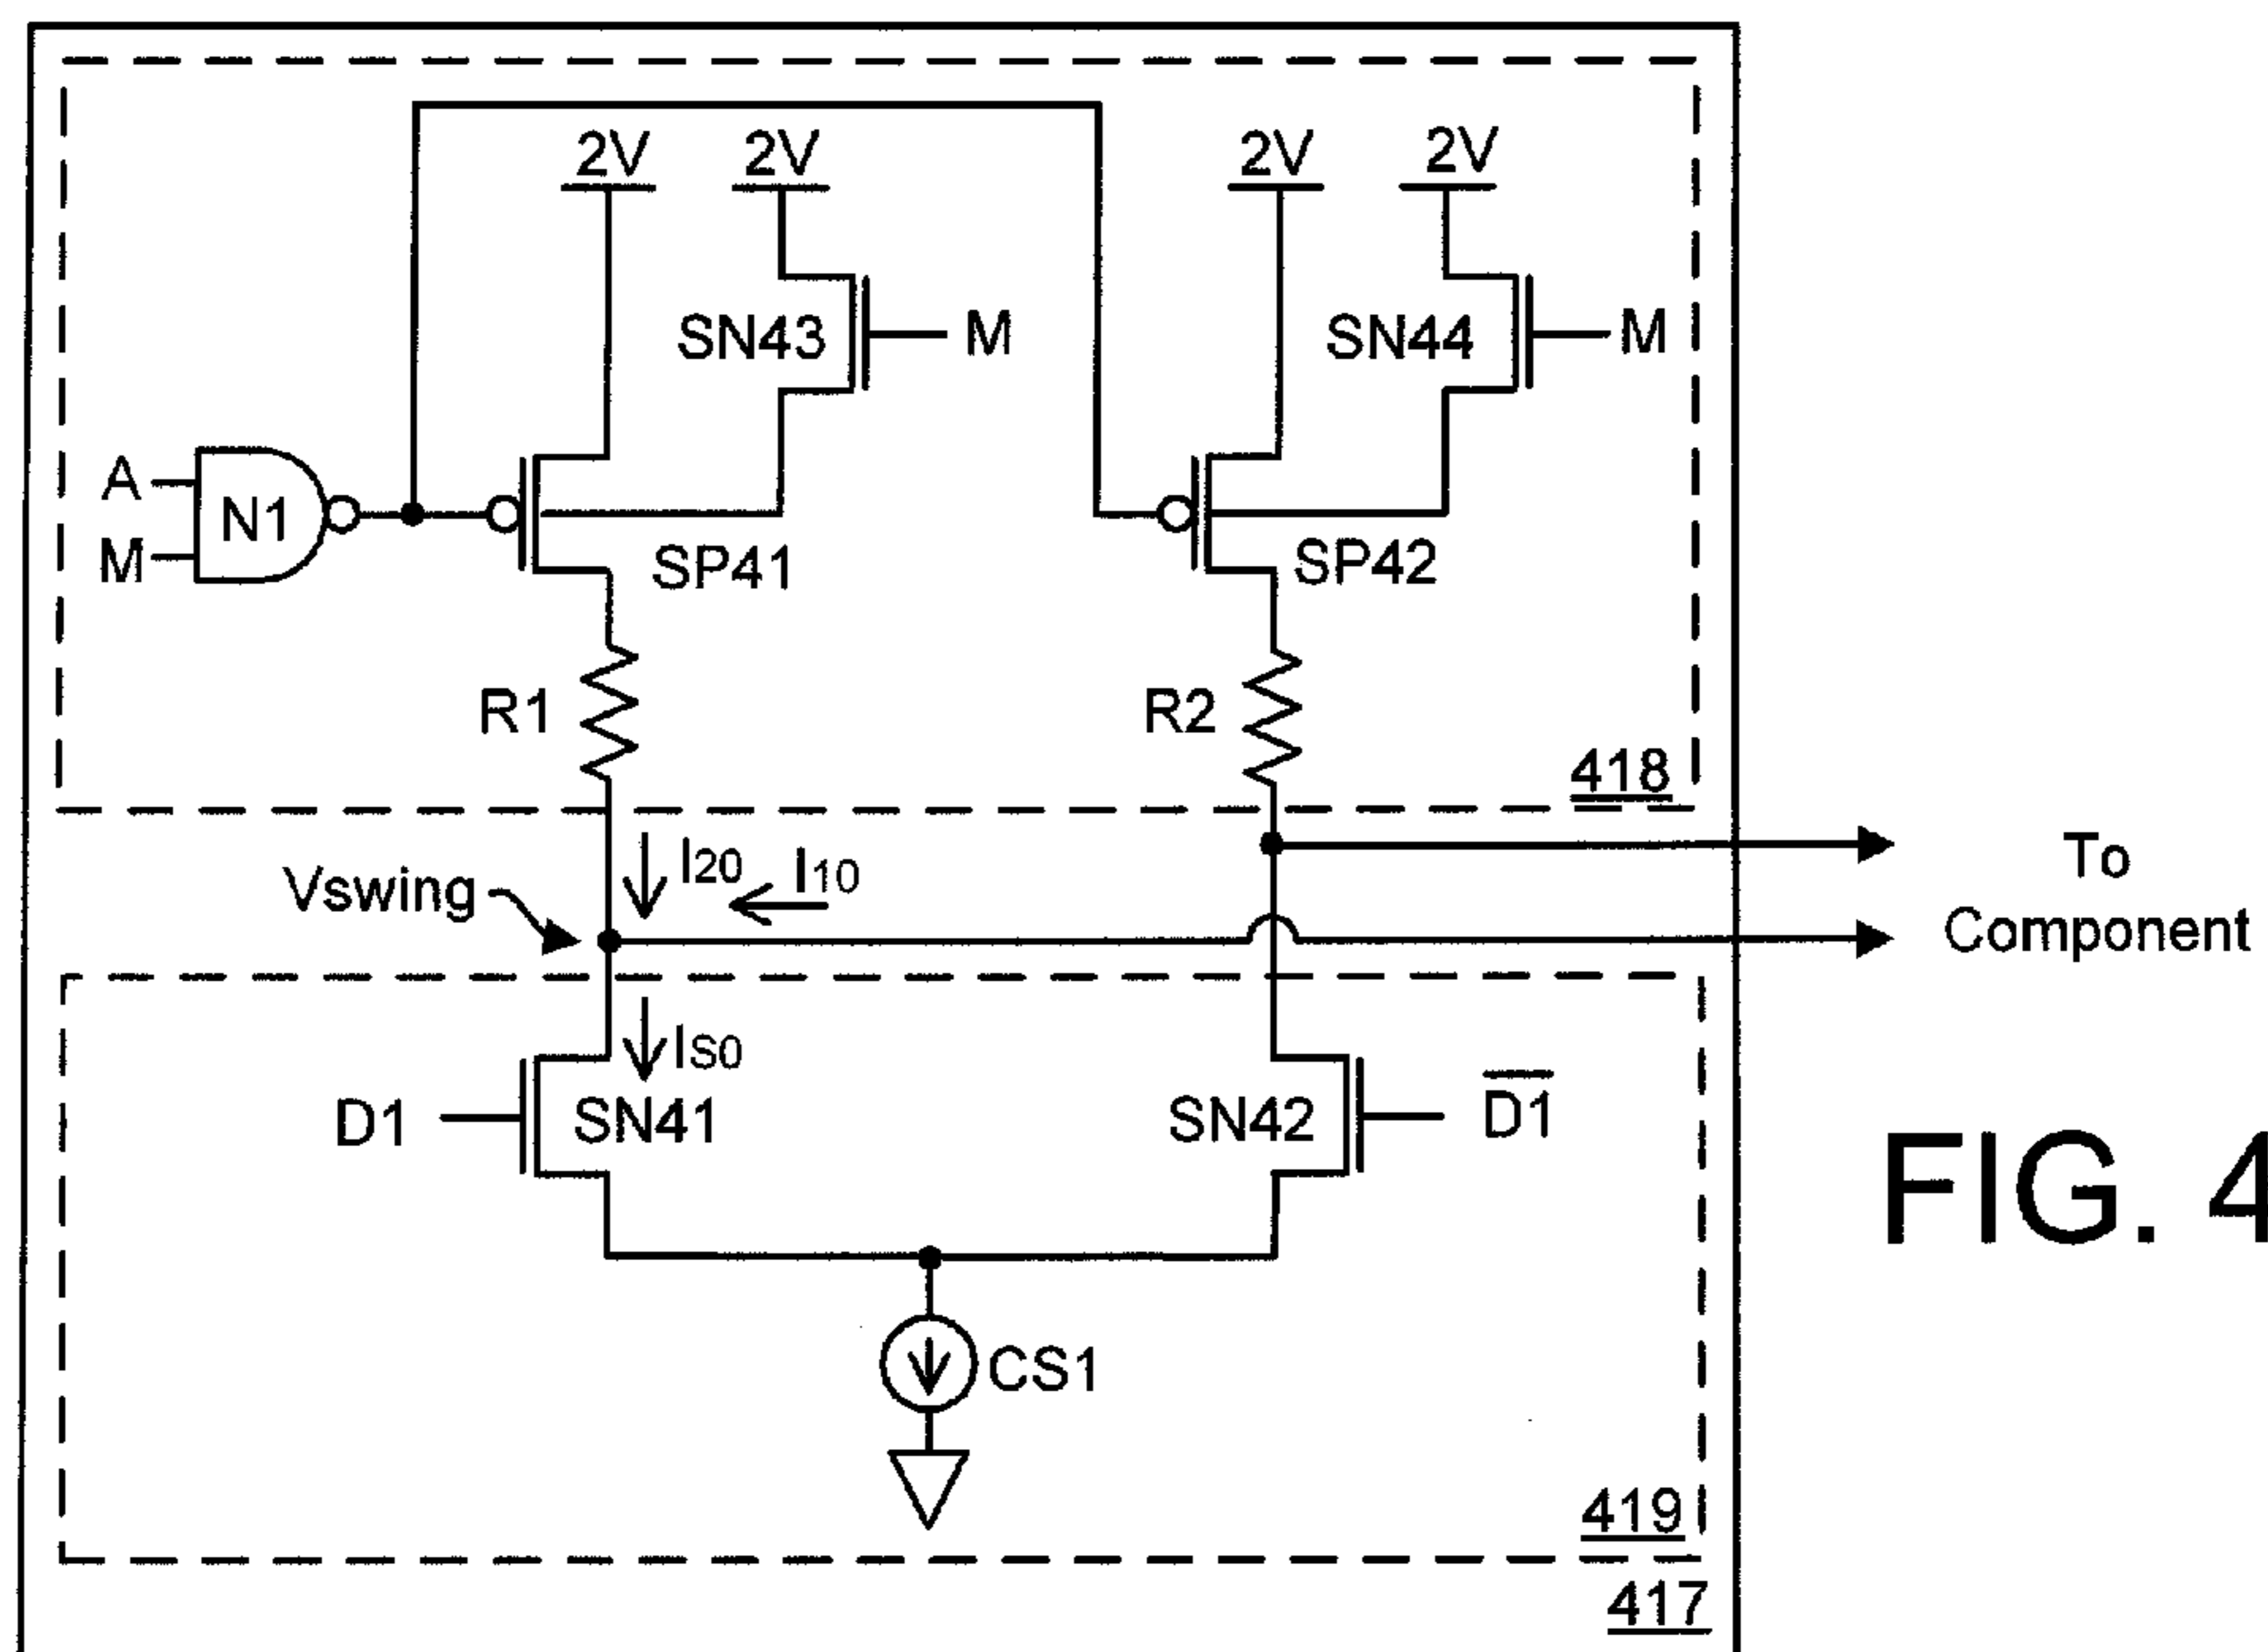 2V 2V 2V 2V
SN43 M SN44 M
A
N1
M
SP41 SP42
R1 R2
418
I20 I10
Vswing
To
Component
IS0
D1 SN41 SN42 D1
FIG. 4
CS1
419
417